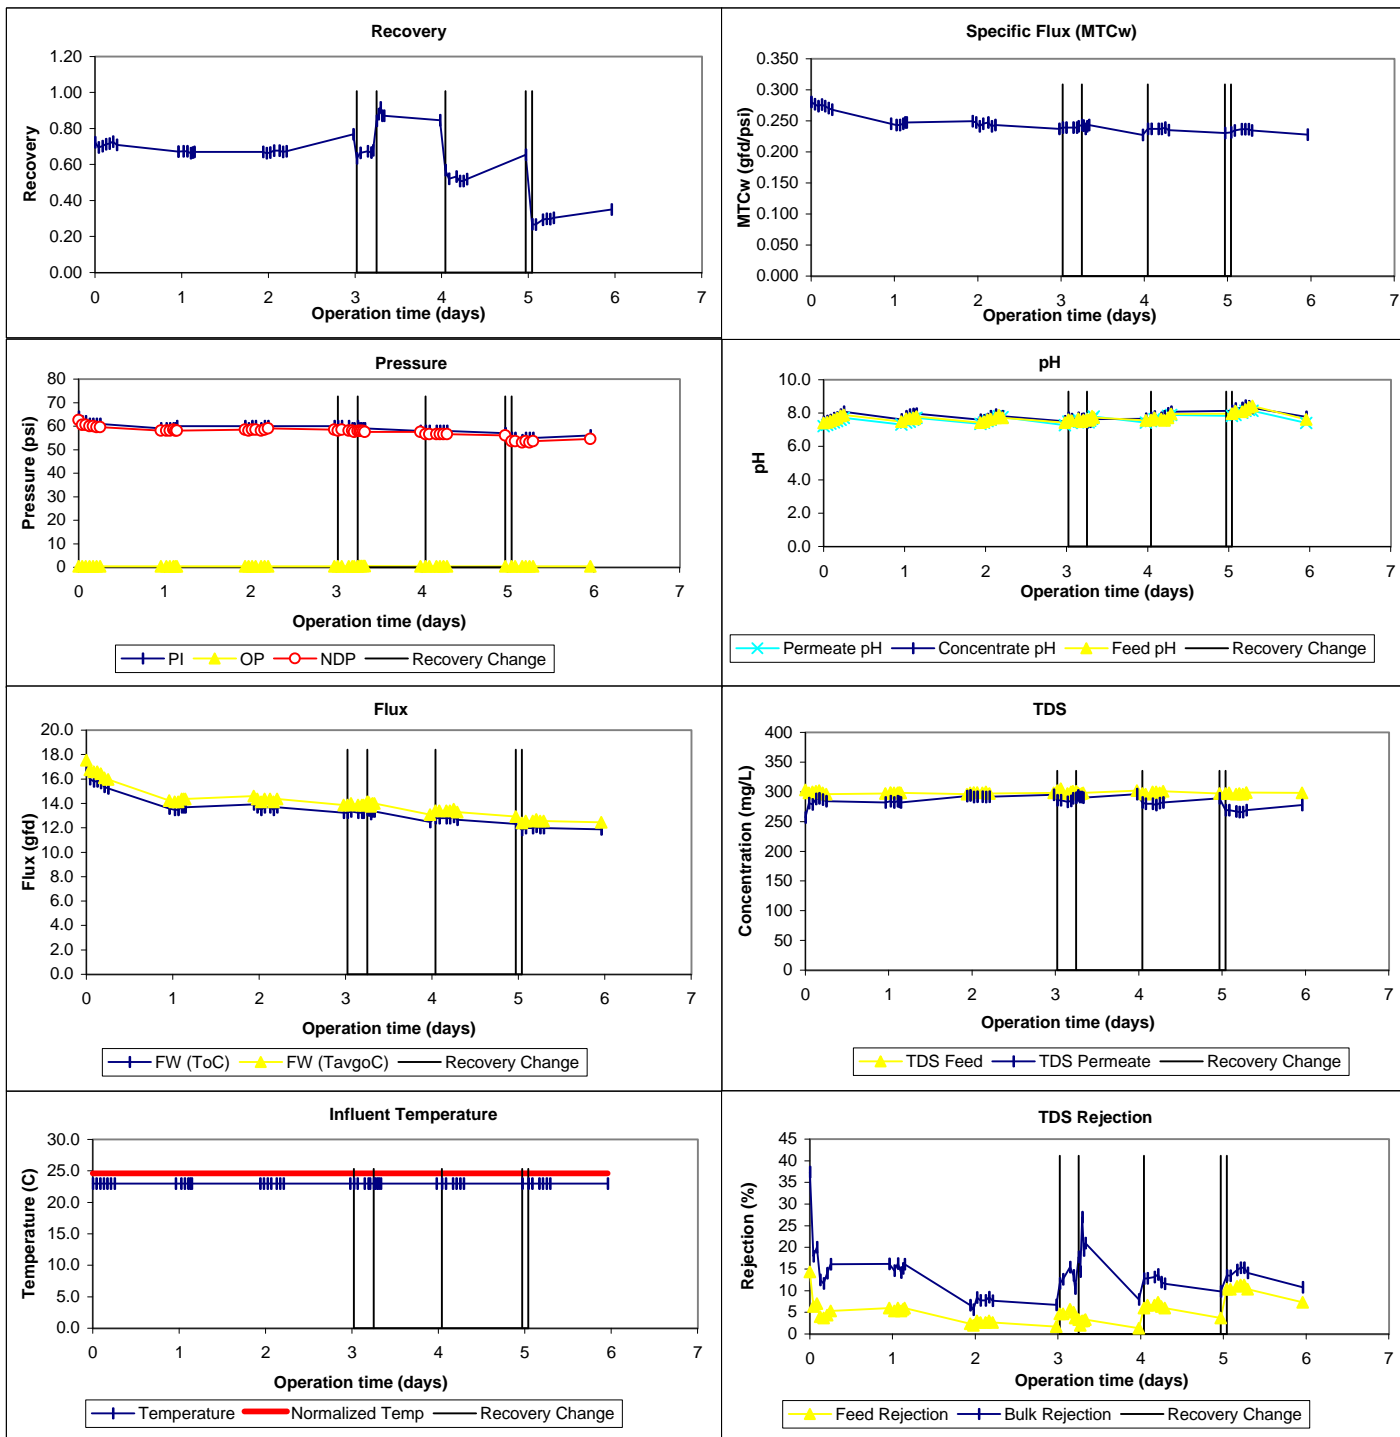 Recovery
1.20
1.00
0.80
0.60
0.40
0.20
0.00
Recovery
0 1 2 3 4 5 6 7
Operation time (days)
Specific Flux (MTCw)
0.350
0.300
0.250
0.200
0.150
0.100
0.050
0.000
MTCw (gfd/psi)
0 1 2 3 4 5 6 7
Operation time (days)
Pressure
80
70
60
50
40
30
20
10
0
Pressure (psi)
0 1 2 3 4 5 6 7
Operation time (days)
PI OP NDP Recovery Change
pH
10.0
8.0
6.0
4.0
2.0
0.0
pH
0 1 2 3 4 5 6 7
Operation time (days)
Permeate pH Concentrate pH Feed pH Recovery Change
Flux
20.0
18.0
16.0
14.0
12.0
10.0
8.0
6.0
4.0
2.0
0.0
Flux (gfd)
0 1 2 3 4 5 6 7
Operation time (days)
FW (ToC) FW (TavgoC) Recovery Change
TDS
400
350
300
250
200
150
100
50
0
Concentration (mg/L)
0 1 2 3 4 5 6 7
Operation time (days)
TDS Feed TDS Permeate Recovery Change
Influent Temperature
30.0
25.0
20.0
15.0
10.0
5.0
0.0
Temperature (C)
0 1 2 3 4 5 6 7
Operation time (days)
Temperature Normalized Temp Recovery Change
TDS Rejection
45
40
35
30
25
20
15
10
5
0
Rejection (%)
0 1 2 3 4 5 6 7
Operation time (days)
Feed Rejection Bulk Rejection Recovery Change